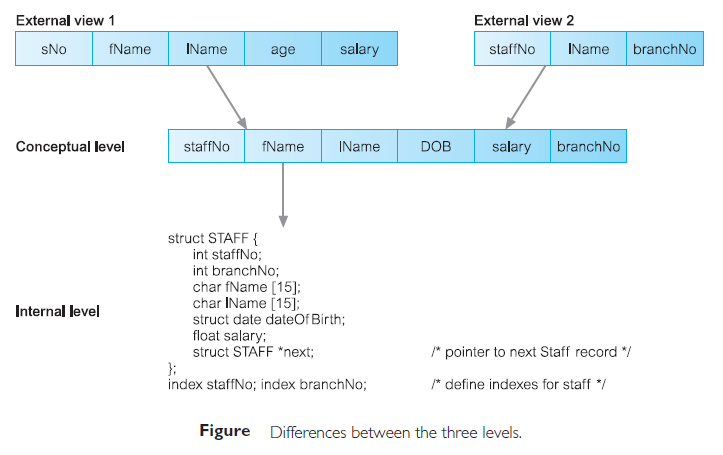 External view 1
External view 2
sNo fName lName age salary
staffNo lName branchNo
Conceptual level
staffNo fName lName DOB salary branchNo
Internal level
struct STAFF {
int staffNo;
int branchNo;
char fName [15];
char lName [15];
struct date dateOfBirth;
float salary;
struct STAFF *next; /* pointer to next Staff record */
};
index staffNo; index branchNo; /* define indexes for staff */
Figure Differences between the three levels.